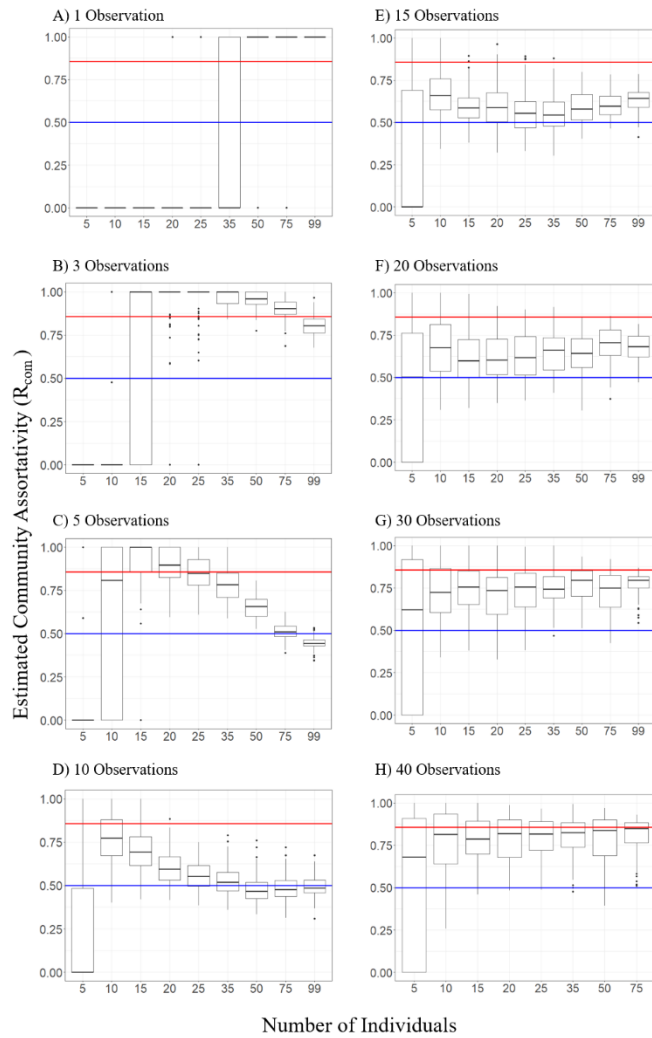 A) 1 Observation
1.00
0.75
0.50
0.25
0.00
5 10 15 20 25 35 50 75 99
B) 3 Observations
1.00
0.75
0.50
0.25
0.00
5 10 15 20 25 35 50 75 99
C) 5 Observations
1.00
0.75
0.50
0.25
0.00
5 10 15 20 25 35 50 75 99
D) 10 Observations
1.00
0.75
0.50
0.25
0.00
5 10 15 20 25 35 50 75 99
E) 15 Observations
1.00
0.75
0.50
0.25
0.00
5 10 15 20 25 35 50 75 99
F) 20 Observations
1.00
0.75
0.50
0.25
0.00
5 10 15 20 25 35 50 75 99
G) 30 Observations
1.00
0.75
0.50
0.25
0.00
5 10 15 20 25 35 50 75 99
H) 40 Observations
1.00
0.75
0.50
0.25
0.00
5 10 15 20 25 35 50 75
Estimated Community Assortativity (R_com)
Number of Individuals